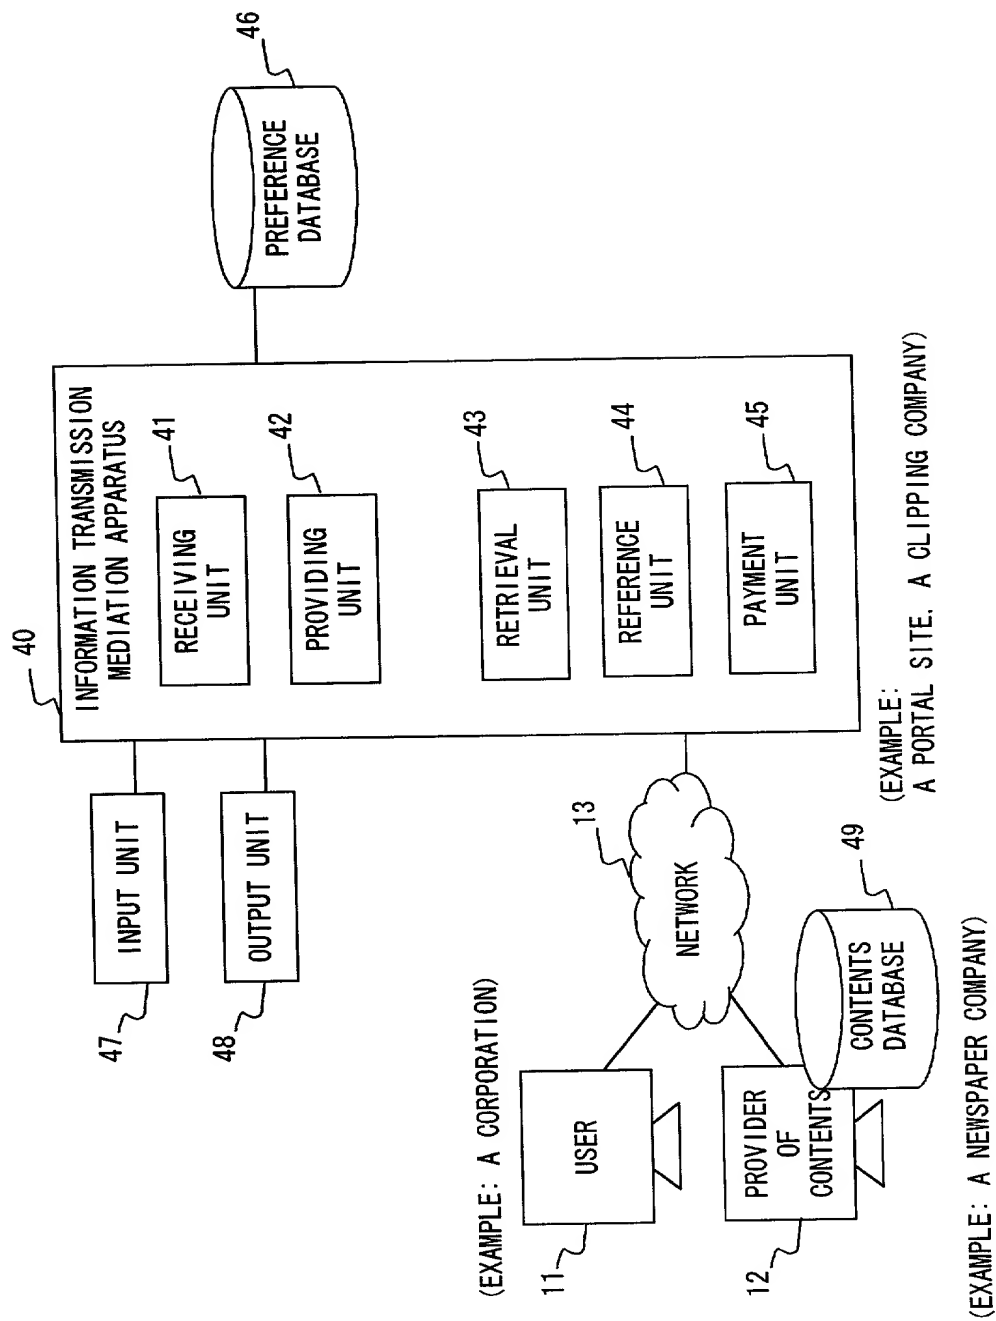 40
INFORMATION TRANSMISSION
MEDIATION APPARATUS
46
PREFERENCE
DATABASE
47
INPUT UNIT
41
RECEIVING
UNIT
48
OUTPUT UNIT
42
PROVIDING
UNIT
43
RETRIEVAL
UNIT
44
REFERENCE
UNIT
45
PAYMENT
UNIT
(EXAMPLE:
A PORTAL SITE. A CLIPPING COMPANY)
13
NETWORK
(EXAMPLE: A CORPORATION)
11
USER
12
PROVIDER
OF
CONTENTS
49
CONTENTS
DATABASE
(EXAMPLE: A NEWSPAPER COMPANY)